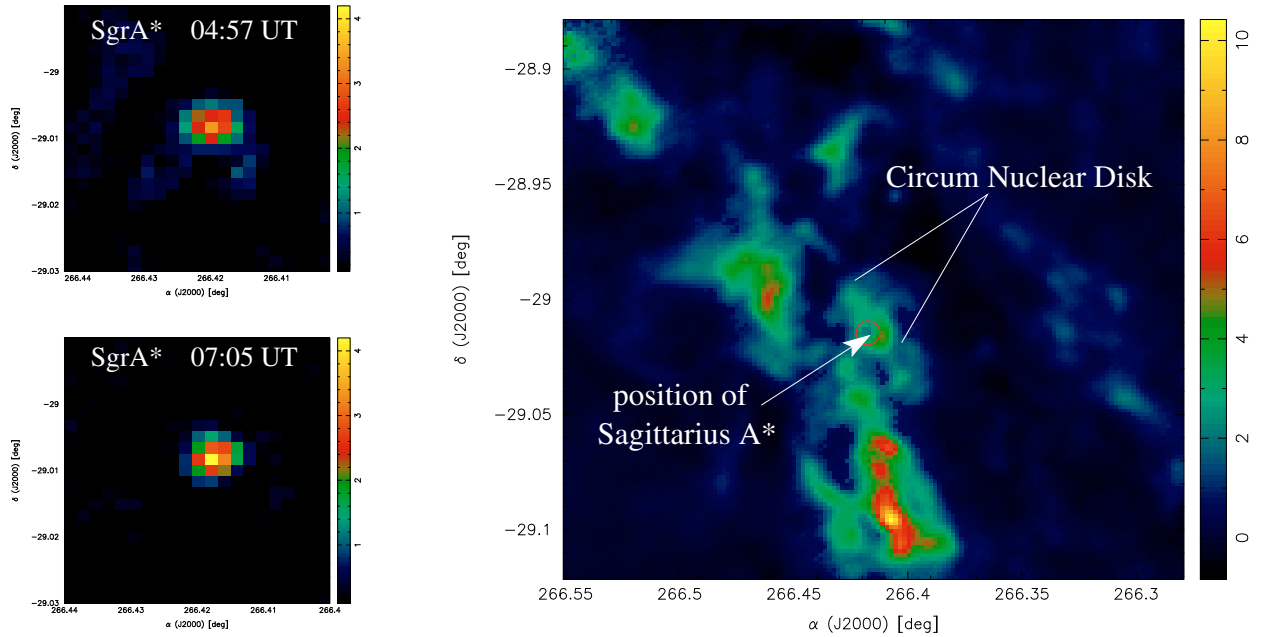 SgrA* 04:57 UT
-29
-29.01
-29.02
-29.03
δ (J2000) [deg]
266.44 266.43 266.42 266.41
α (J2000) [deg]
4
3
2
1
SgrA* 07:05 UT
-29
-29.01
-29.02
-29.03
δ (J2000) [deg]
266.44 266.43 266.42 266.41 266.4
α (J2000) [deg]
4
3
2
1
−28.9
−28.95
−29
−29.05
−29.1
δ (J2000) [deg]
Circum Nuclear Disk
position of
Sagittarius A*
266.55 266.5 266.45 266.4 266.35 266.3
α (J2000) [deg]
10
8
6
4
2
0